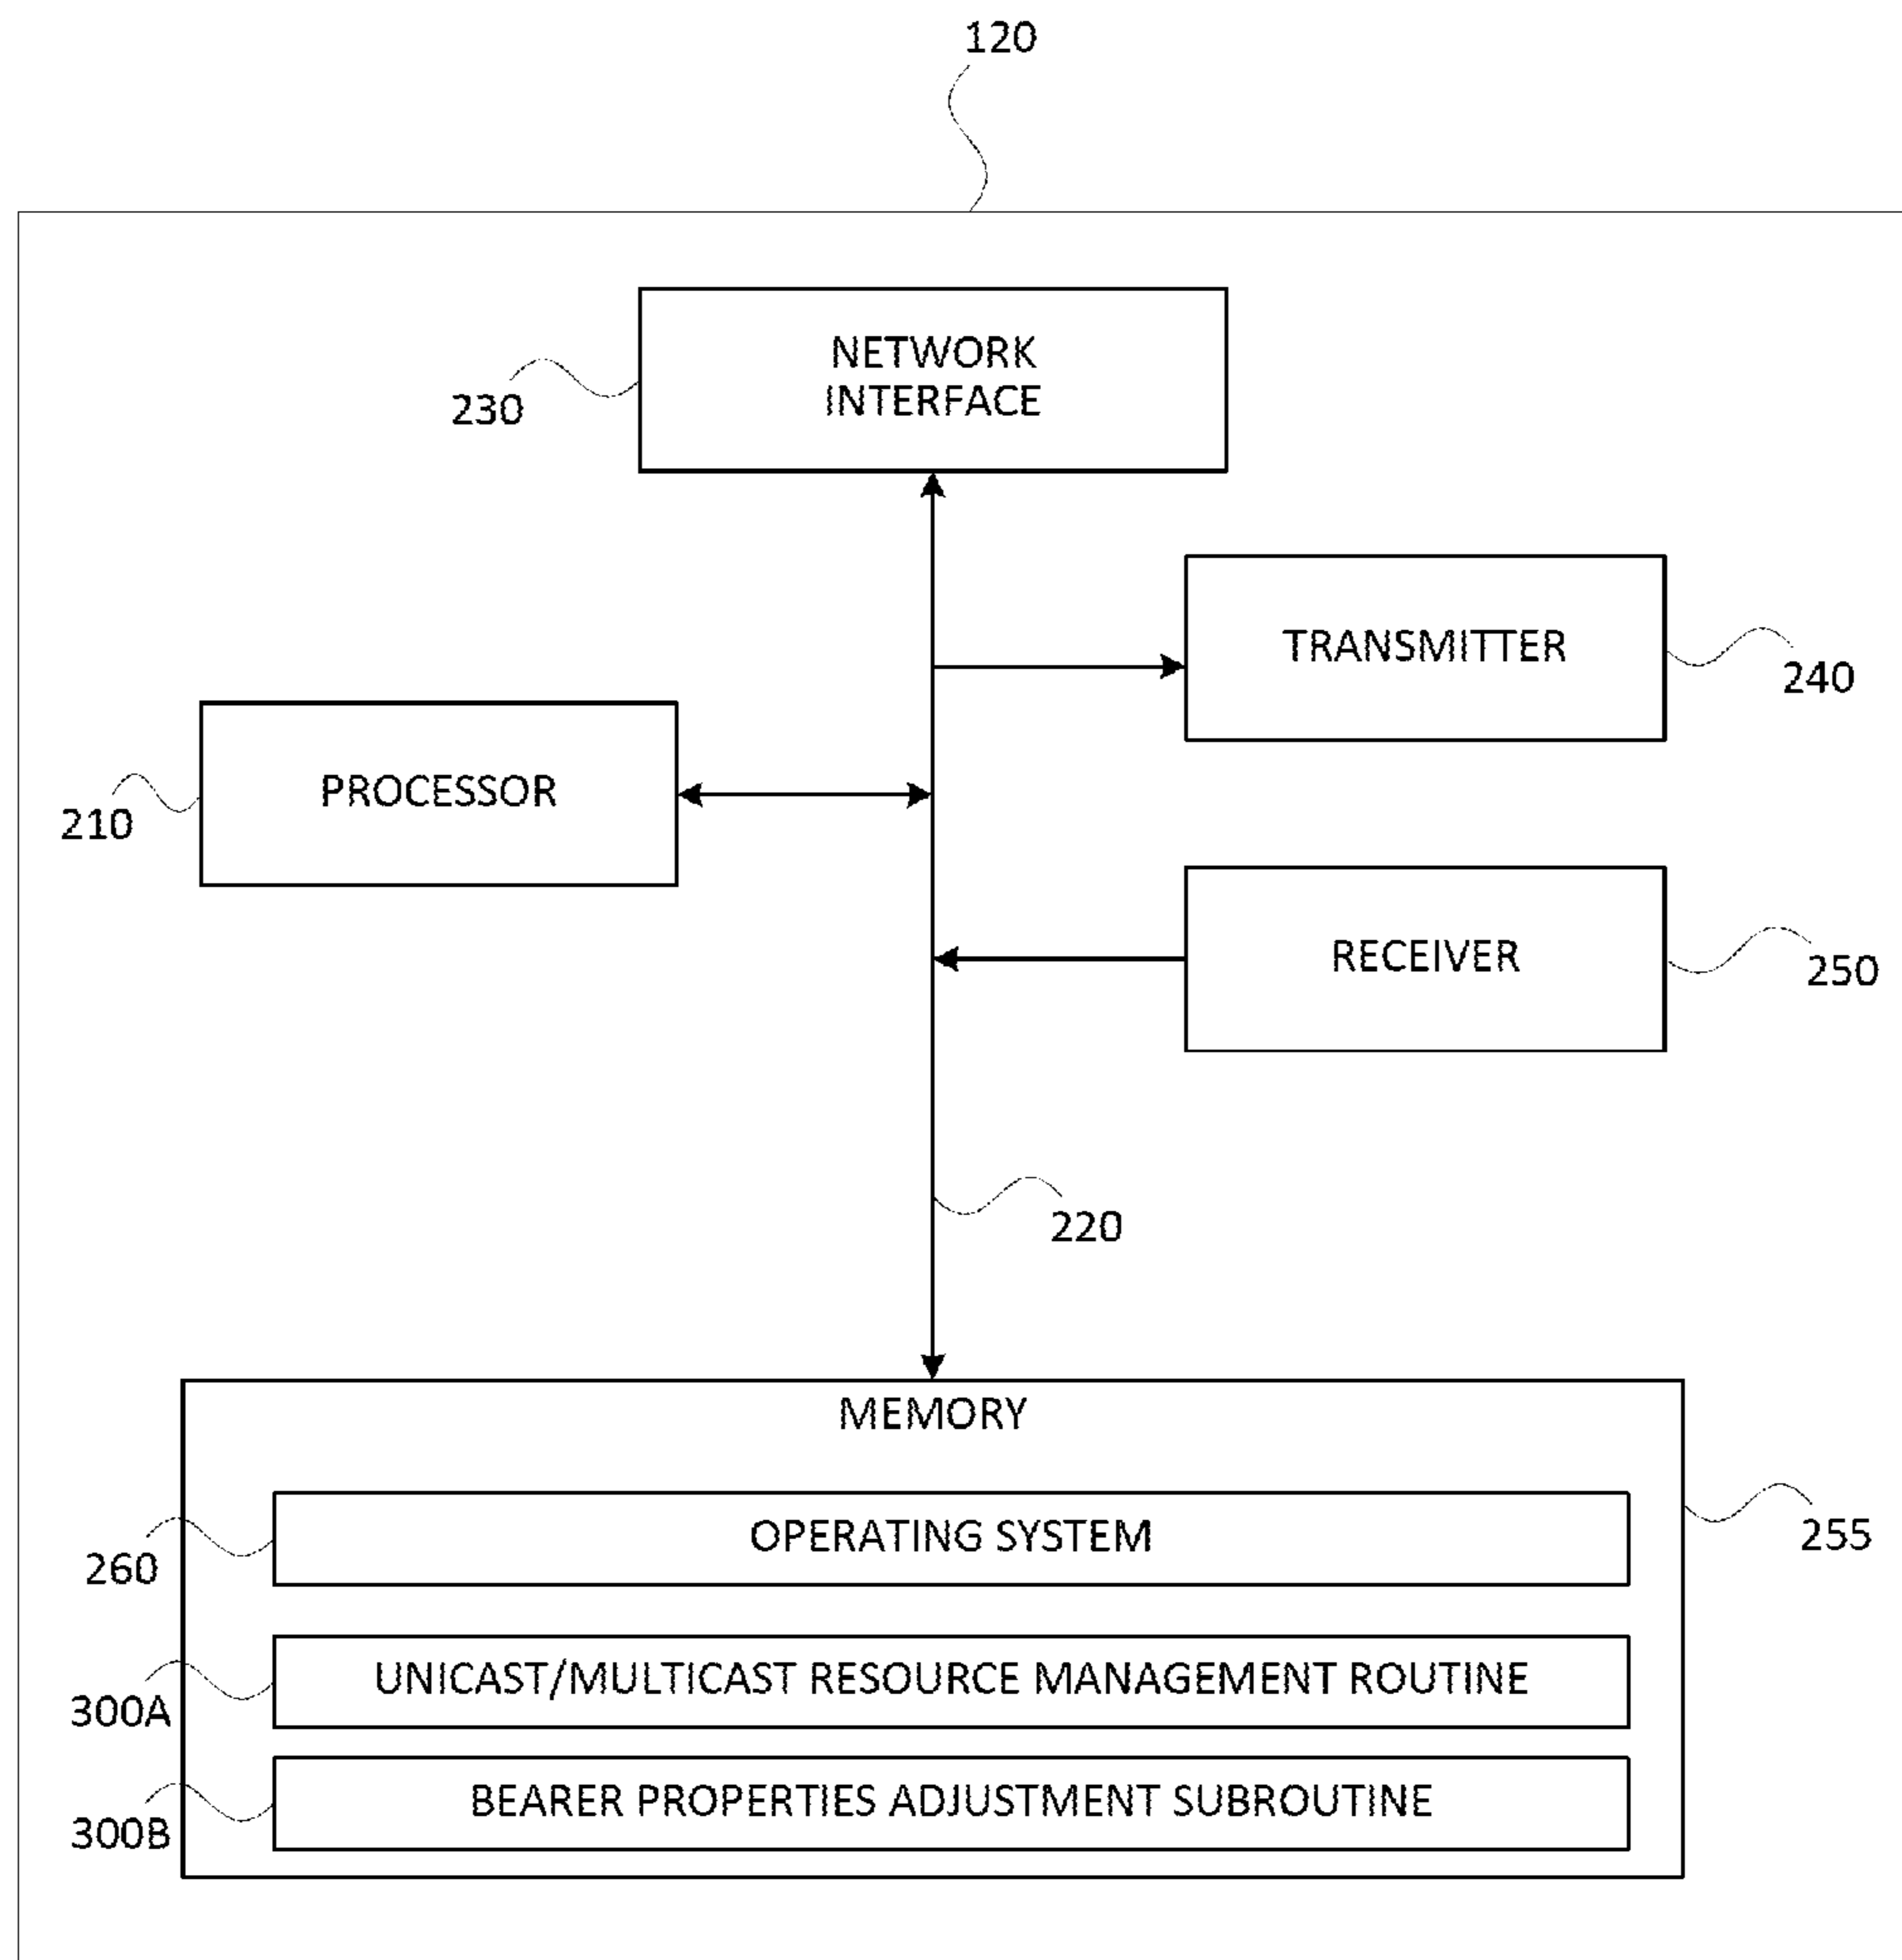 120
NETWORK
INTERFACE
230
TRANSMITTER
240
PROCESSOR
210
RECEIVER
250
220
MEMORY
OPERATING SYSTEM
260
255
UNICAST/MULTICAST RESOURCE MANAGEMENT ROUTINE
300A
BEARER PROPERTIES ADJUSTMENT SUBROUTINE
300B